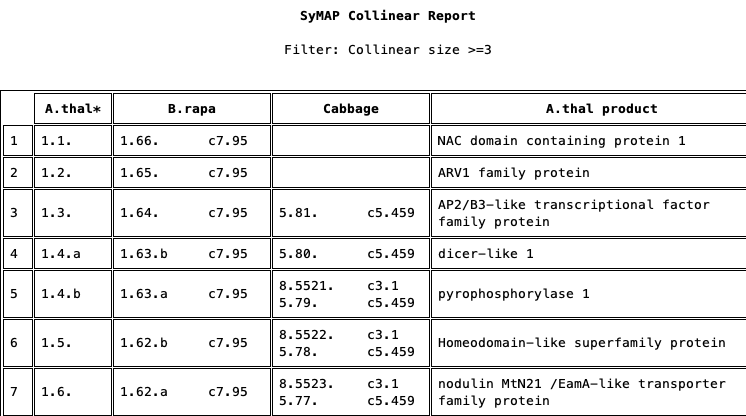 SyMAP Collinear Report
Filter: Collinear size >=3
A.thal* B.rapa Cabbage A.thal product
1 1.1. 1.66. c7.95 NAC domain containing protein 1
2 1.2. 1.65. c7.95 ARV1 family protein
3 1.3. 1.64. c7.95 5.81. c5.459 AP2/B3-like transcriptional factor
family protein
4 1.4.a 1.63.b c7.95 5.80. c5.459 dicer-like 1
5 1.4.b 1.63.a c7.95 8.5521. c3.1 pyrophosphorylase 1
5.79. c5.459
6 1.5. 1.62.b c7.95 8.5522. c3.1 Homeodomain-like superfamily protein
5.78. c5.459
7 1.6. 1.62.a c7.95 8.5523. c3.1 nodulin MtN21 /EamA-like transporter
5.77. c5.459 family protein